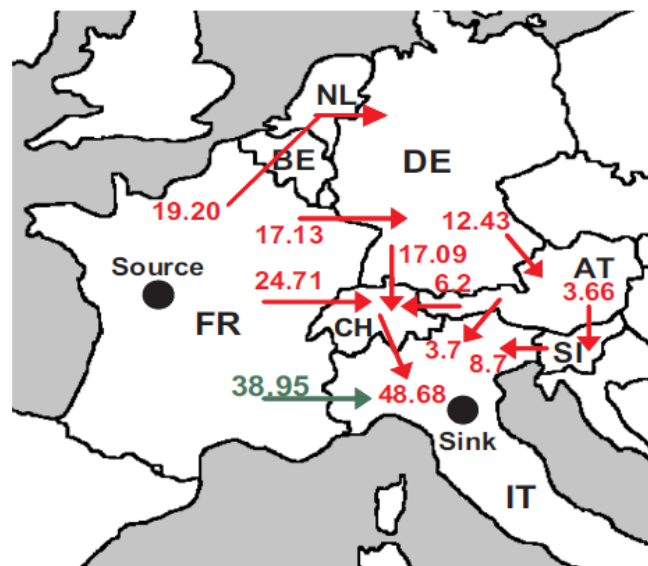 NL
BE
DE
19.20
17.13
12.43
Source
17.09
AT
24.71
6.2
3.66
FR
CH
3.7
SI
8.7
38.95
48.68
Sink
IT